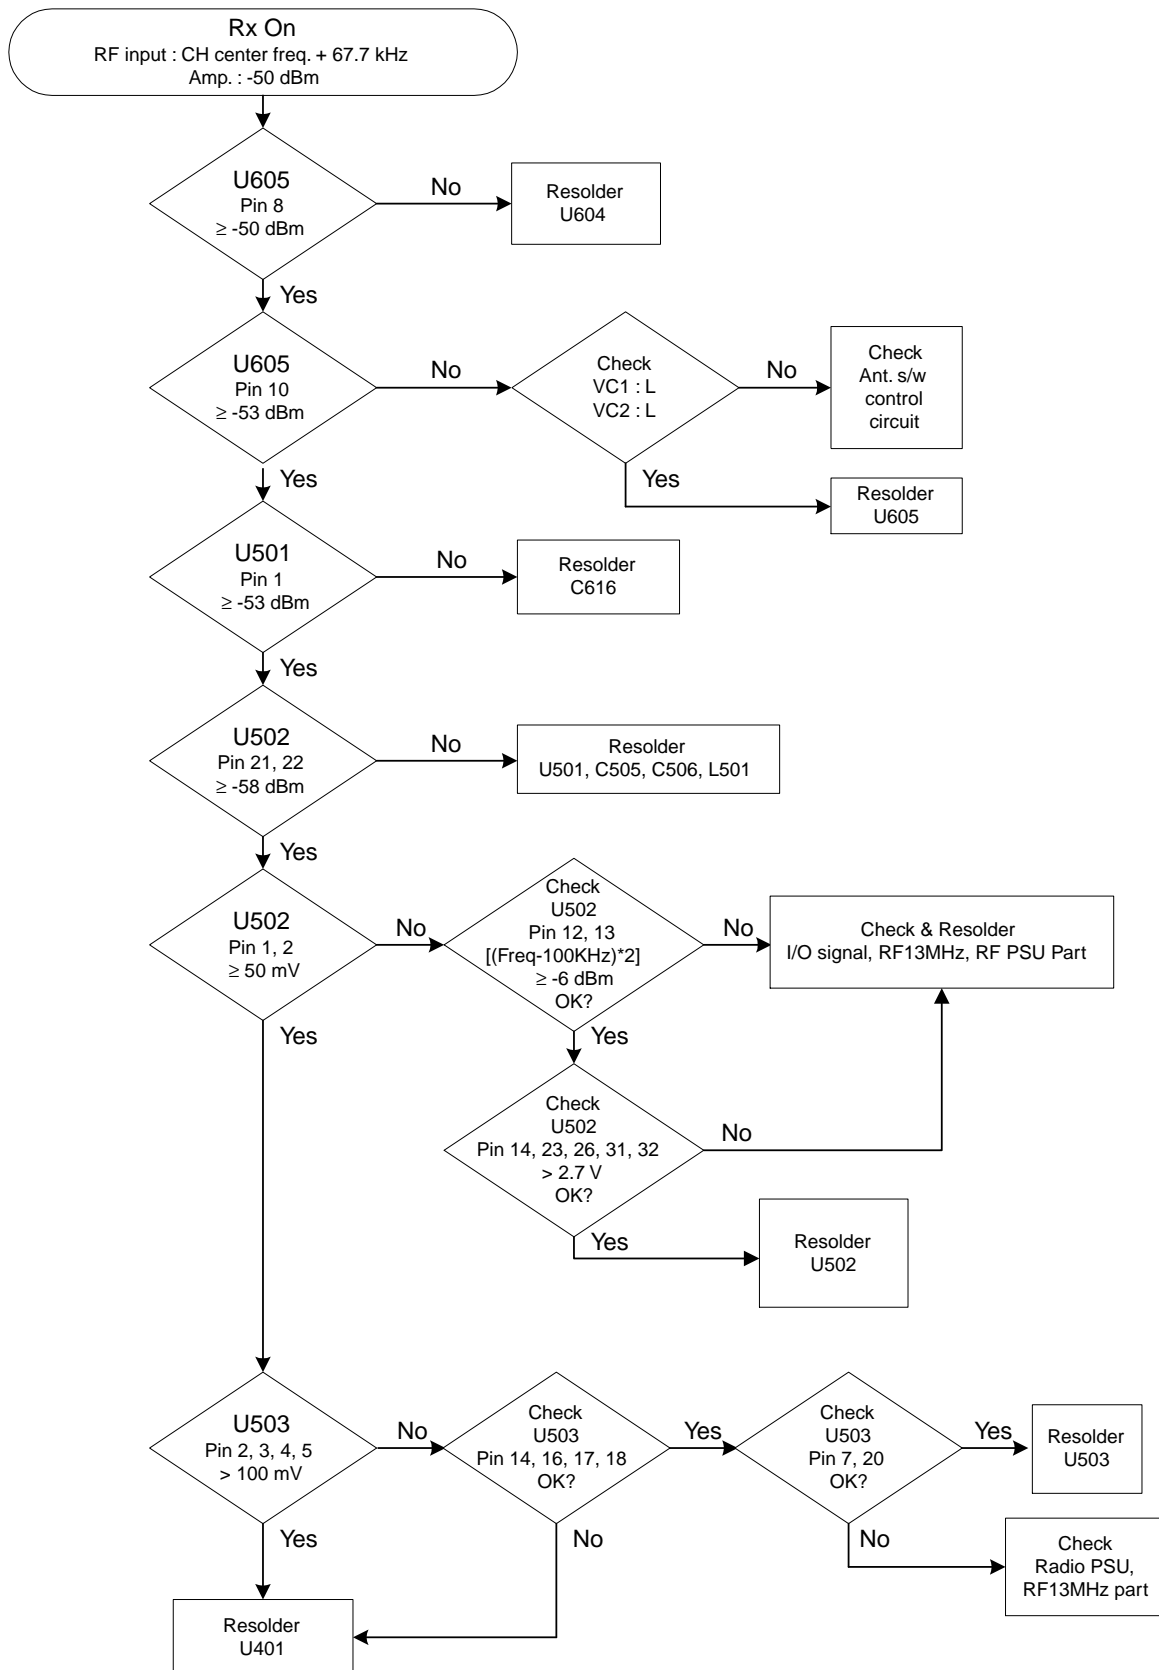 Rx On
RF input : CH center freq. + 67.7 kHz
Amp. : -50 dBm
U605
Pin 8
≥ -50 dBm
No
Resolder
U604
Yes
U605
Pin 10
≥ -53 dBm
No
Check
VC1 : L
VC2 : L
No
Check
Ant. s/w
control
circuit
Yes
Yes
Resolder
U605
U501
Pin 1
≥ -53 dBm
No
Resolder
C616
Yes
U502
Pin 21, 22
≥ -58 dBm
No
Resolder
U501, C505, C506, L501
Yes
U502
Pin 1, 2
≥ 50 mV
No
Check
U502
Pin 12, 13
[(Freq-100KHz)*2]
≥ -6 dBm
OK?
No
Check & Resolder
I/O signal, RF13MHz, RF PSU Part
Yes
Yes
Check
U502
Pin 14, 23, 26, 31, 32
> 2.7 V
OK?
No
Yes
Resolder
U502
U503
Pin 2, 3, 4, 5
> 100 mV
No
Check
U503
Pin 14, 16, 17, 18
OK?
Yes
Check
U503
Pin 7, 20
OK?
Yes
Resolder
U503
Yes
No
No
Check
Radio PSU,
RF13MHz part
Resolder
U401